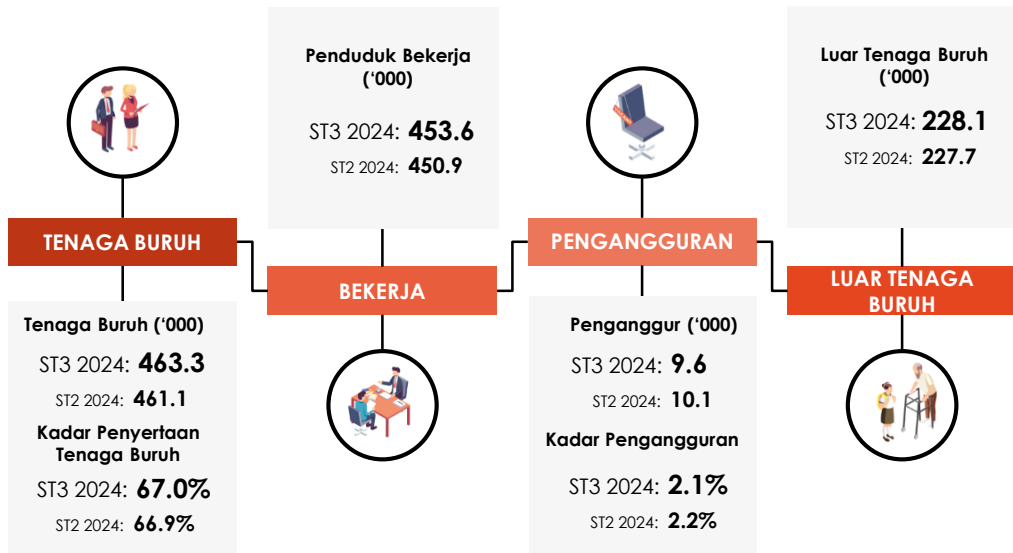 TENAGA BURUH
Tenaga Buruh (‘000)
ST3 2024: 463.3
ST2 2024: 461.1
Kadar Penyertaan
Tenaga Buruh
ST3 2024: 67.0%
ST2 2024: 66.9%
Penduduk Bekerja
(‘000)
ST3 2024: 453.6
ST2 2024: 450.9
BEKERJA
PENGANGGURAN
Penganggur (‘000)
ST3 2024: 9.6
ST2 2024: 10.1
Kadar Pengangguran
ST3 2024: 2.1%
ST2 2024: 2.2%
Luar Tenaga Buruh
(‘000)
ST3 2024: 228.1
ST2 2024: 227.7
LUAR TENAGA
BURUH